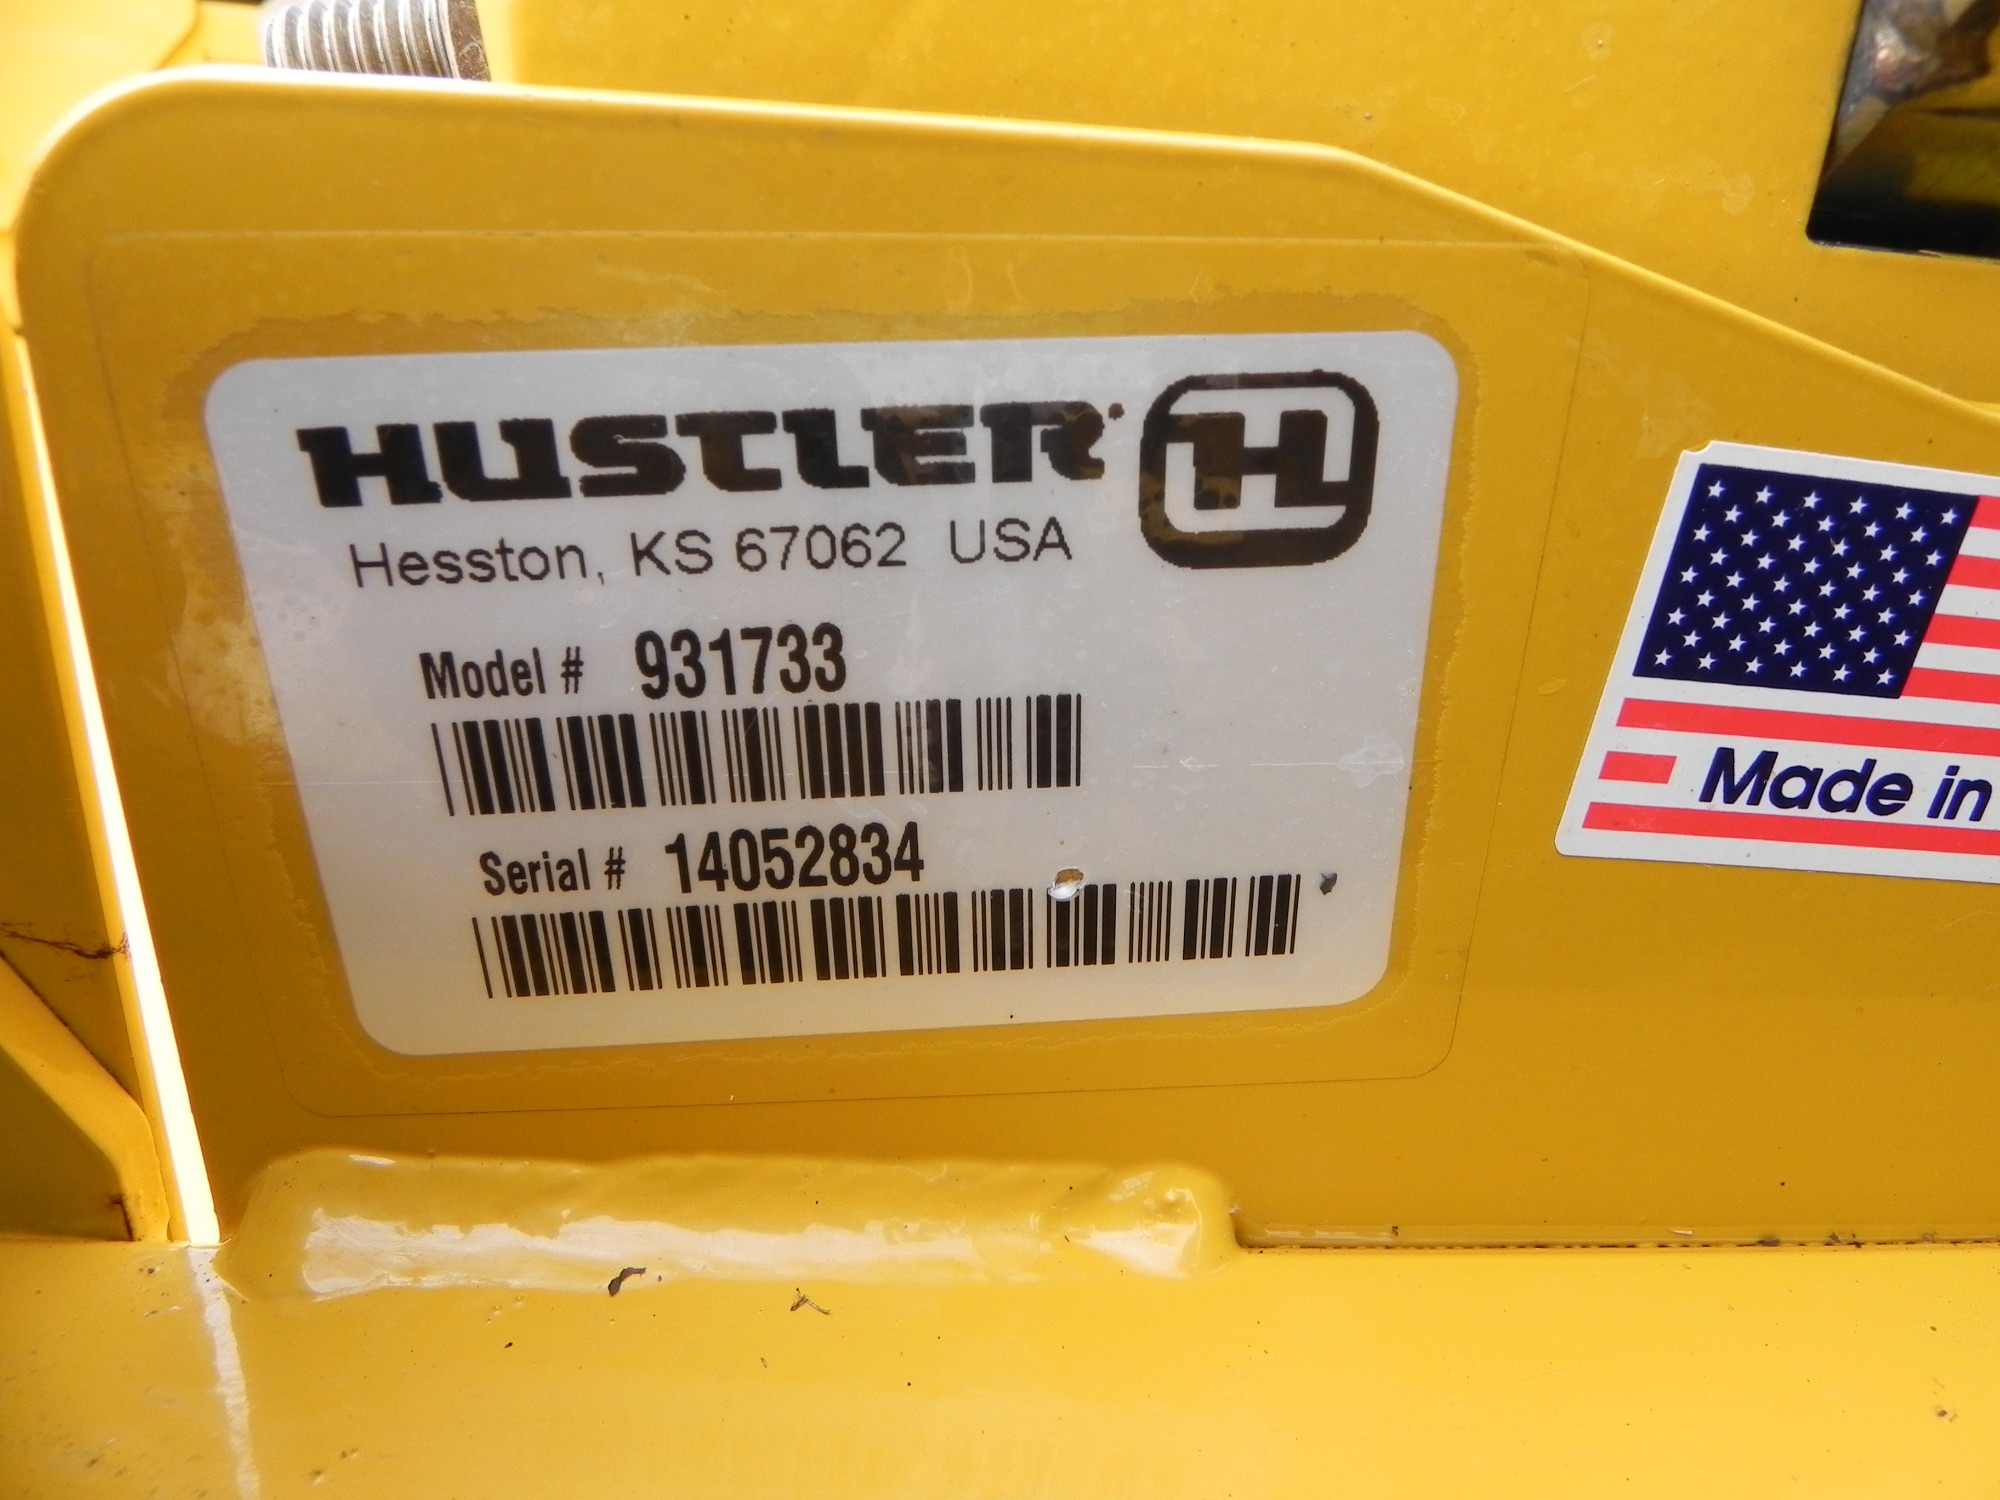 HUSTLER
H
Hesston, KS 67062 USA
Model # 931733
Serial # 14052834
Made in